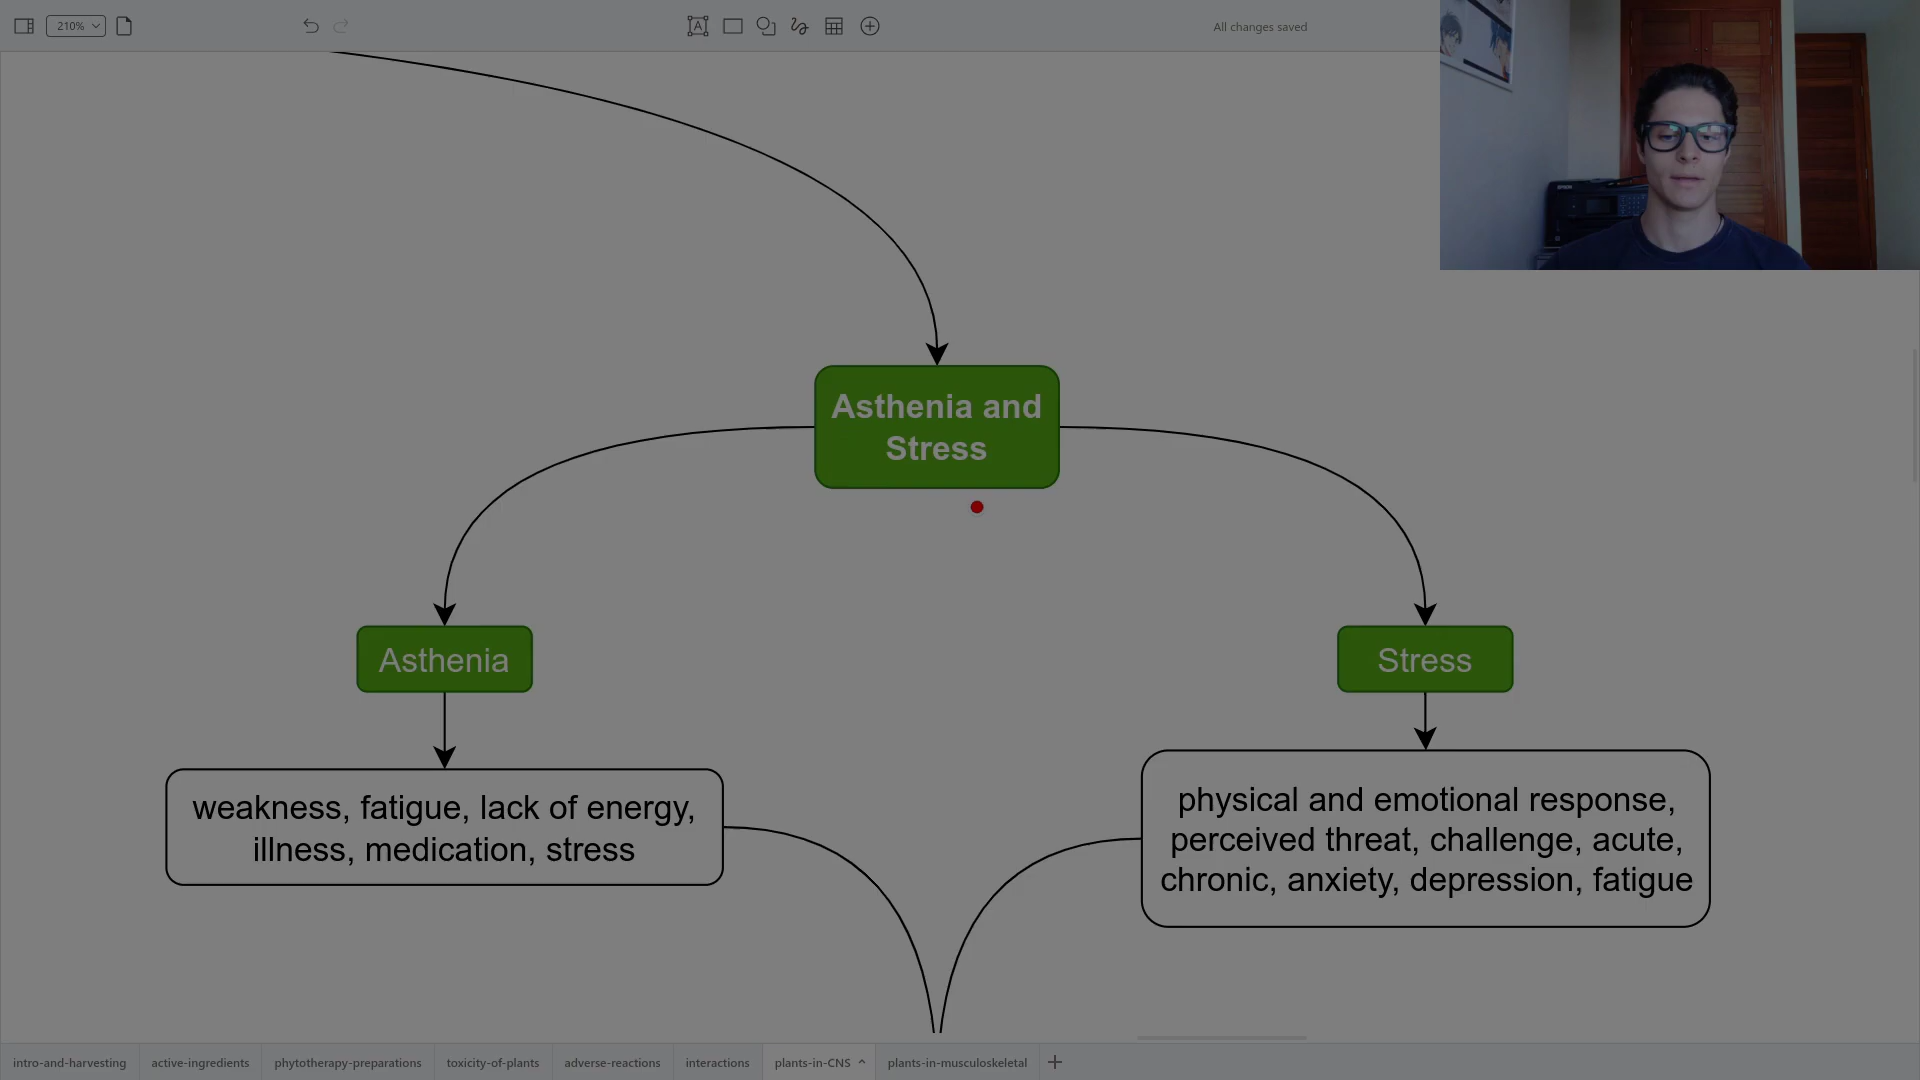 210%
All changes saved
EPSON
Asthenia and
Stress
Asthenia
Stress
weakness, fatigue, lack of energy,
illness, medication, stress
physical and emotional response,
perceived threat, challenge, acute,
chronic, anxiety, depression, fatigue
intro-and-harvesting
active-ingredients
phytotherapy-preparations
toxicity-of-plants
adverse-reactions
interactions
plants-in-CNS
plants-in-musculoskeletal